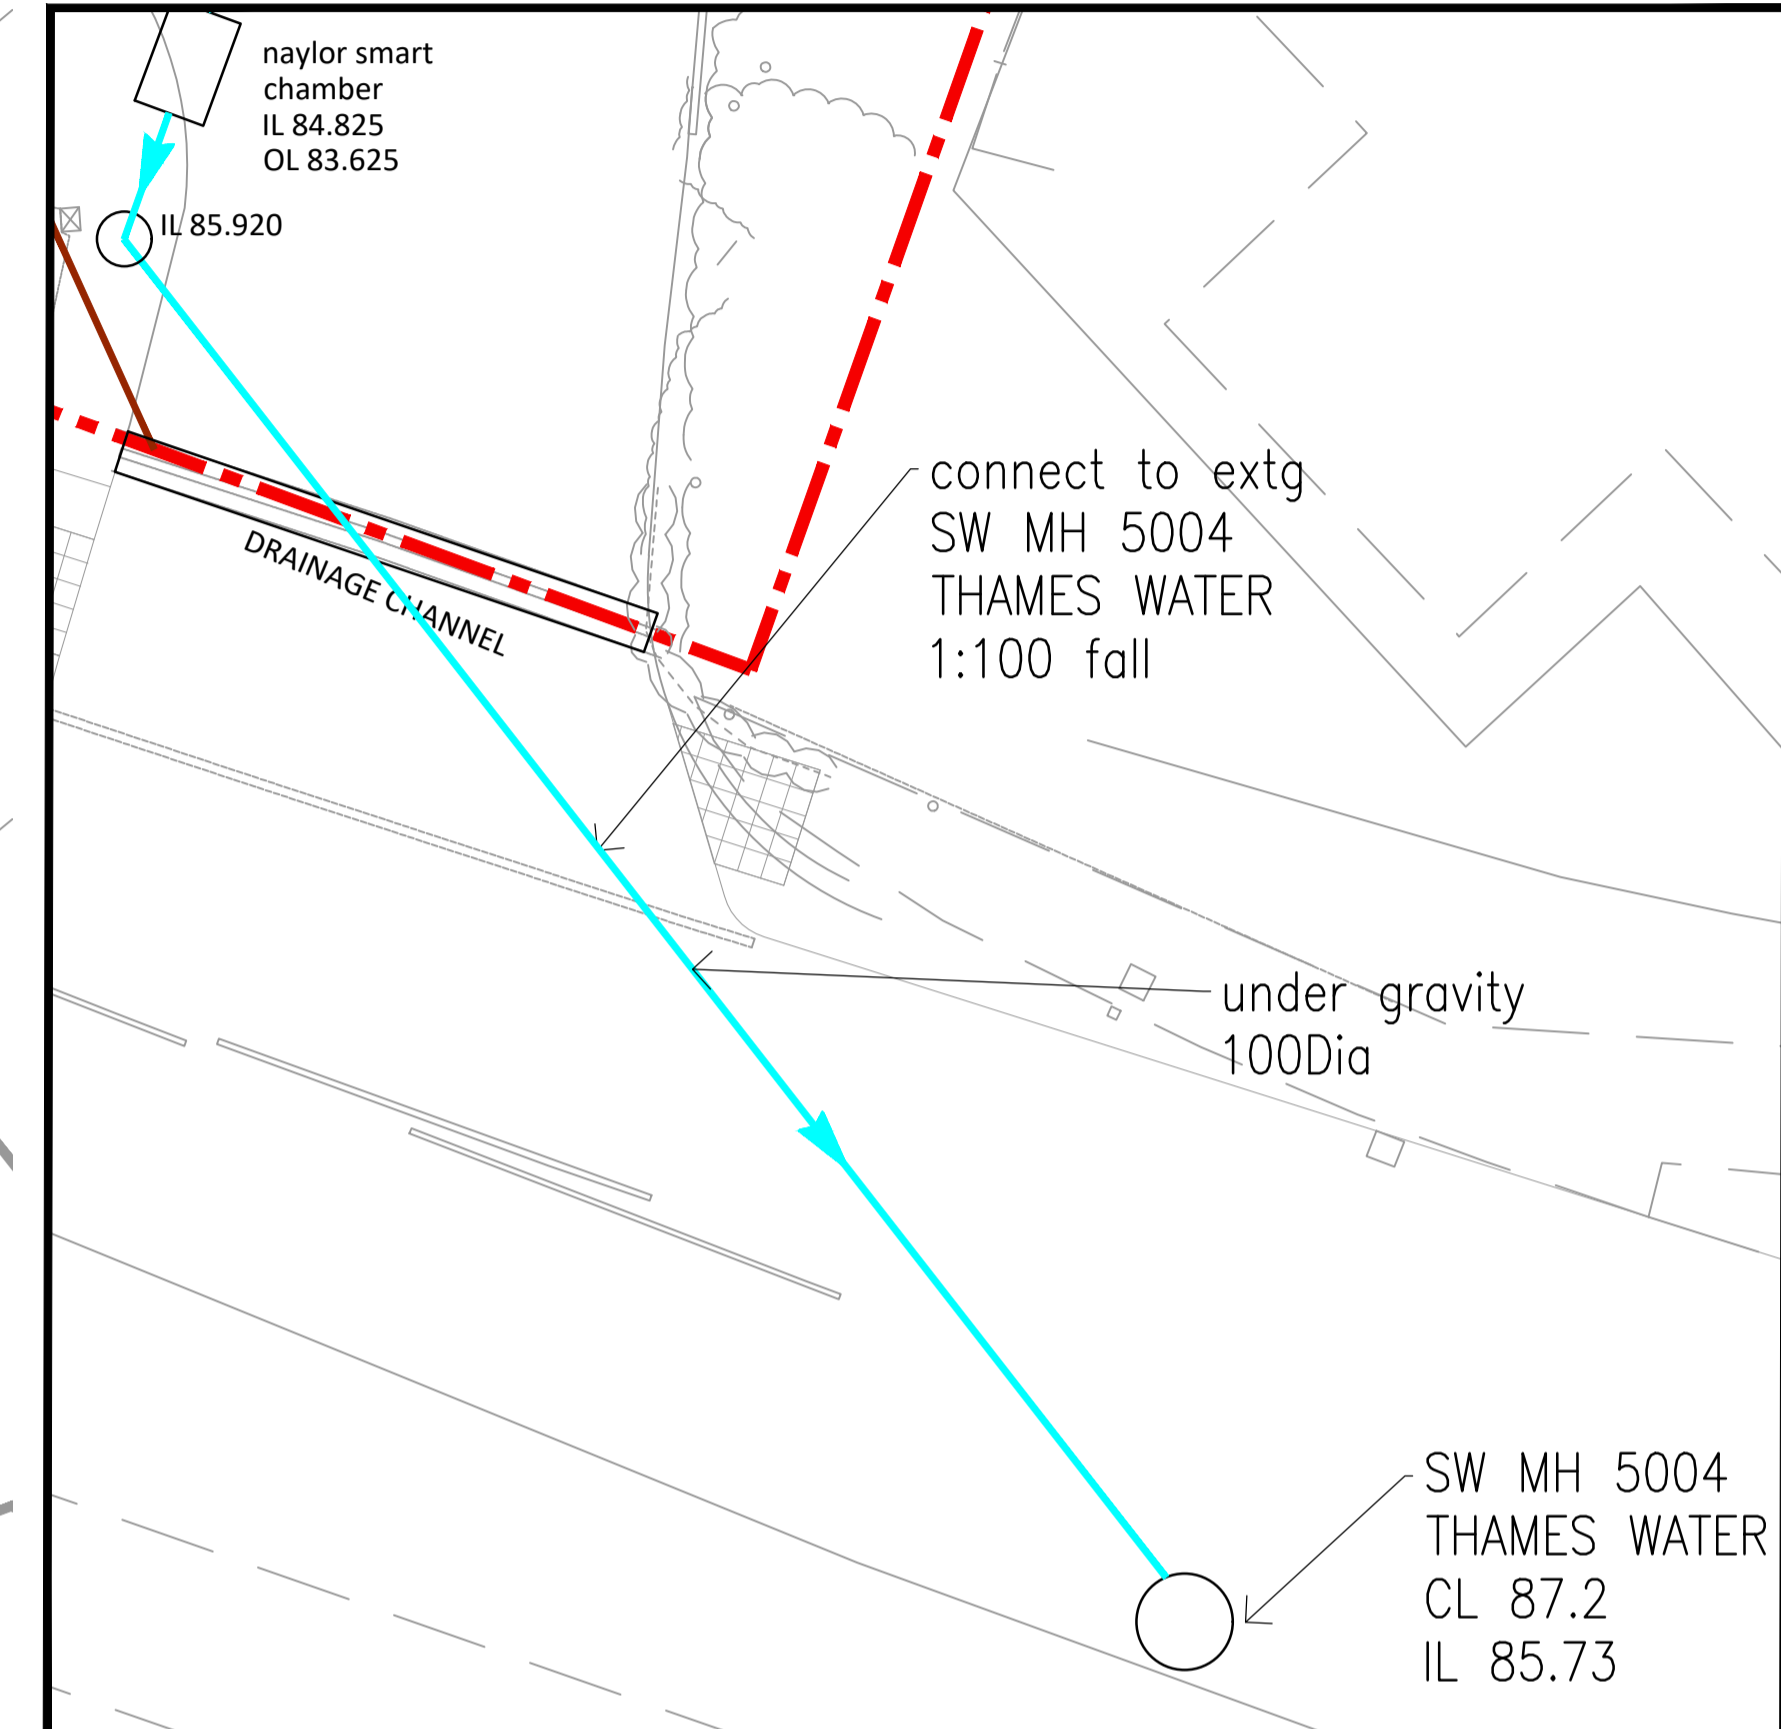 naylor smart
chamber
IL 84.825
OL 83.625
IL 85.920
DRAINAGE CHANNEL
connect to extg
SW MH 5004
THAMES WATER
1:100 fall
under gravity
100Dia
SW MH 5004
THAMES WATER
CL 87.2
IL 85.73